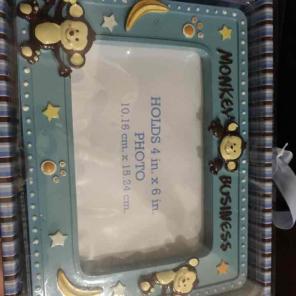 MONKEY BUSINESS
HOLDS 4 in. x 6 in.
PHOTO
10.16 cm. x 15.24 cm.